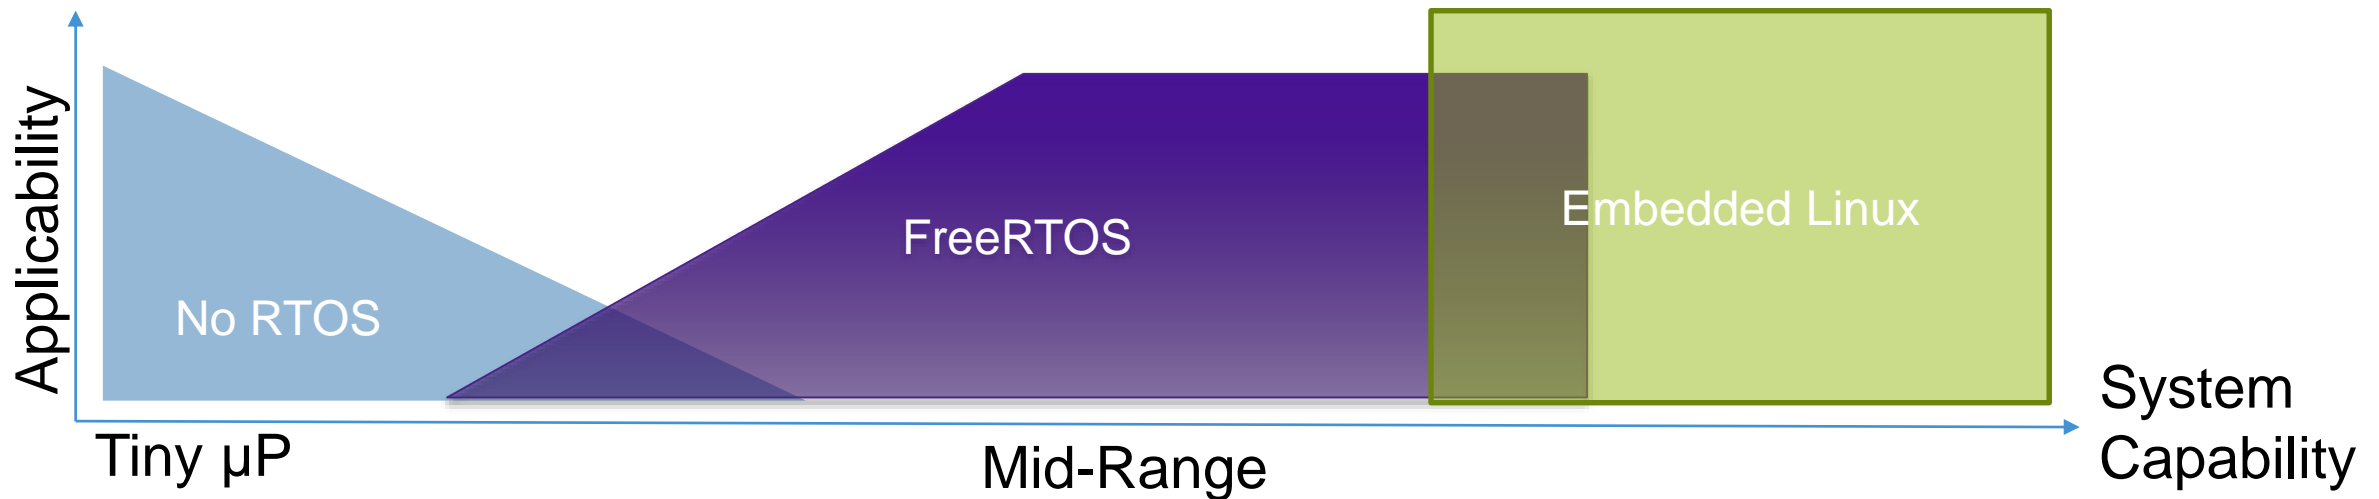 Applicability
No RTOS
FreeRTOS
Embedded Linux
Tiny µP
Mid-Range
System
Capability